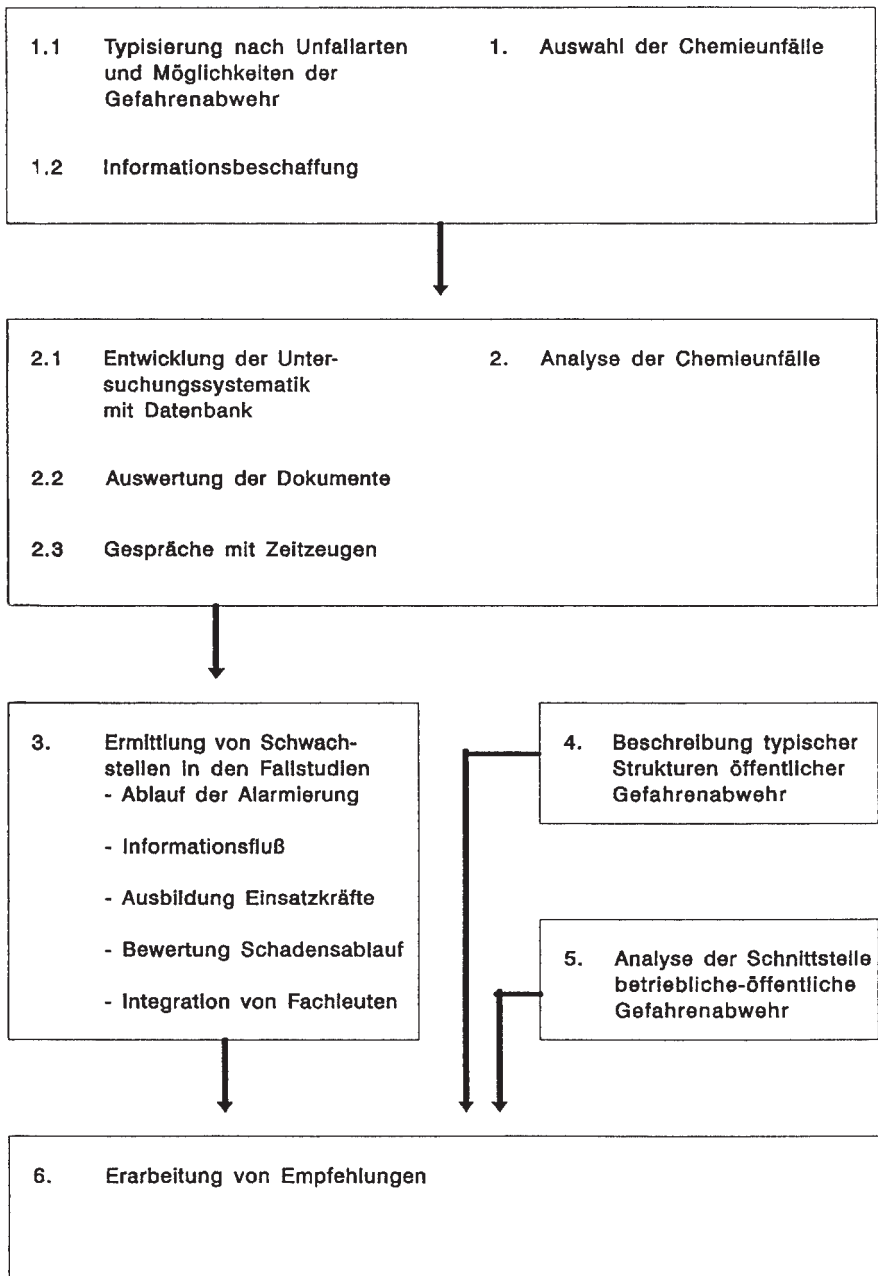 1.1 Typisierung nach Unfallarten
und Möglichkeiten der
Gefahrenabwehr
1.2 Informationsbeschaffung
1. Auswahl der Chemieunfälle
2.1 Entwicklung der Unter-
suchungssystematik
mit Datenbank
2.2 Auswertung der Dokumente
2.3 Gespräche mit Zeitzeugen
2. Analyse der Chemieunfälle
3. Ermittlung von Schwach-
stellen in den Fallstudien
- Ablauf der Alarmierung
- Informationsfluß
- Ausbildung Einsatzkräfte
- Bewertung Schadensablauf
- Integration von Fachleuten
4. Beschreibung typischer
Strukturen öffentlicher
Gefahrenabwehr
5. Analyse der Schnittstelle
betriebliche-öffentliche
Gefahrenabwehr
6. Erarbeitung von Empfehlungen